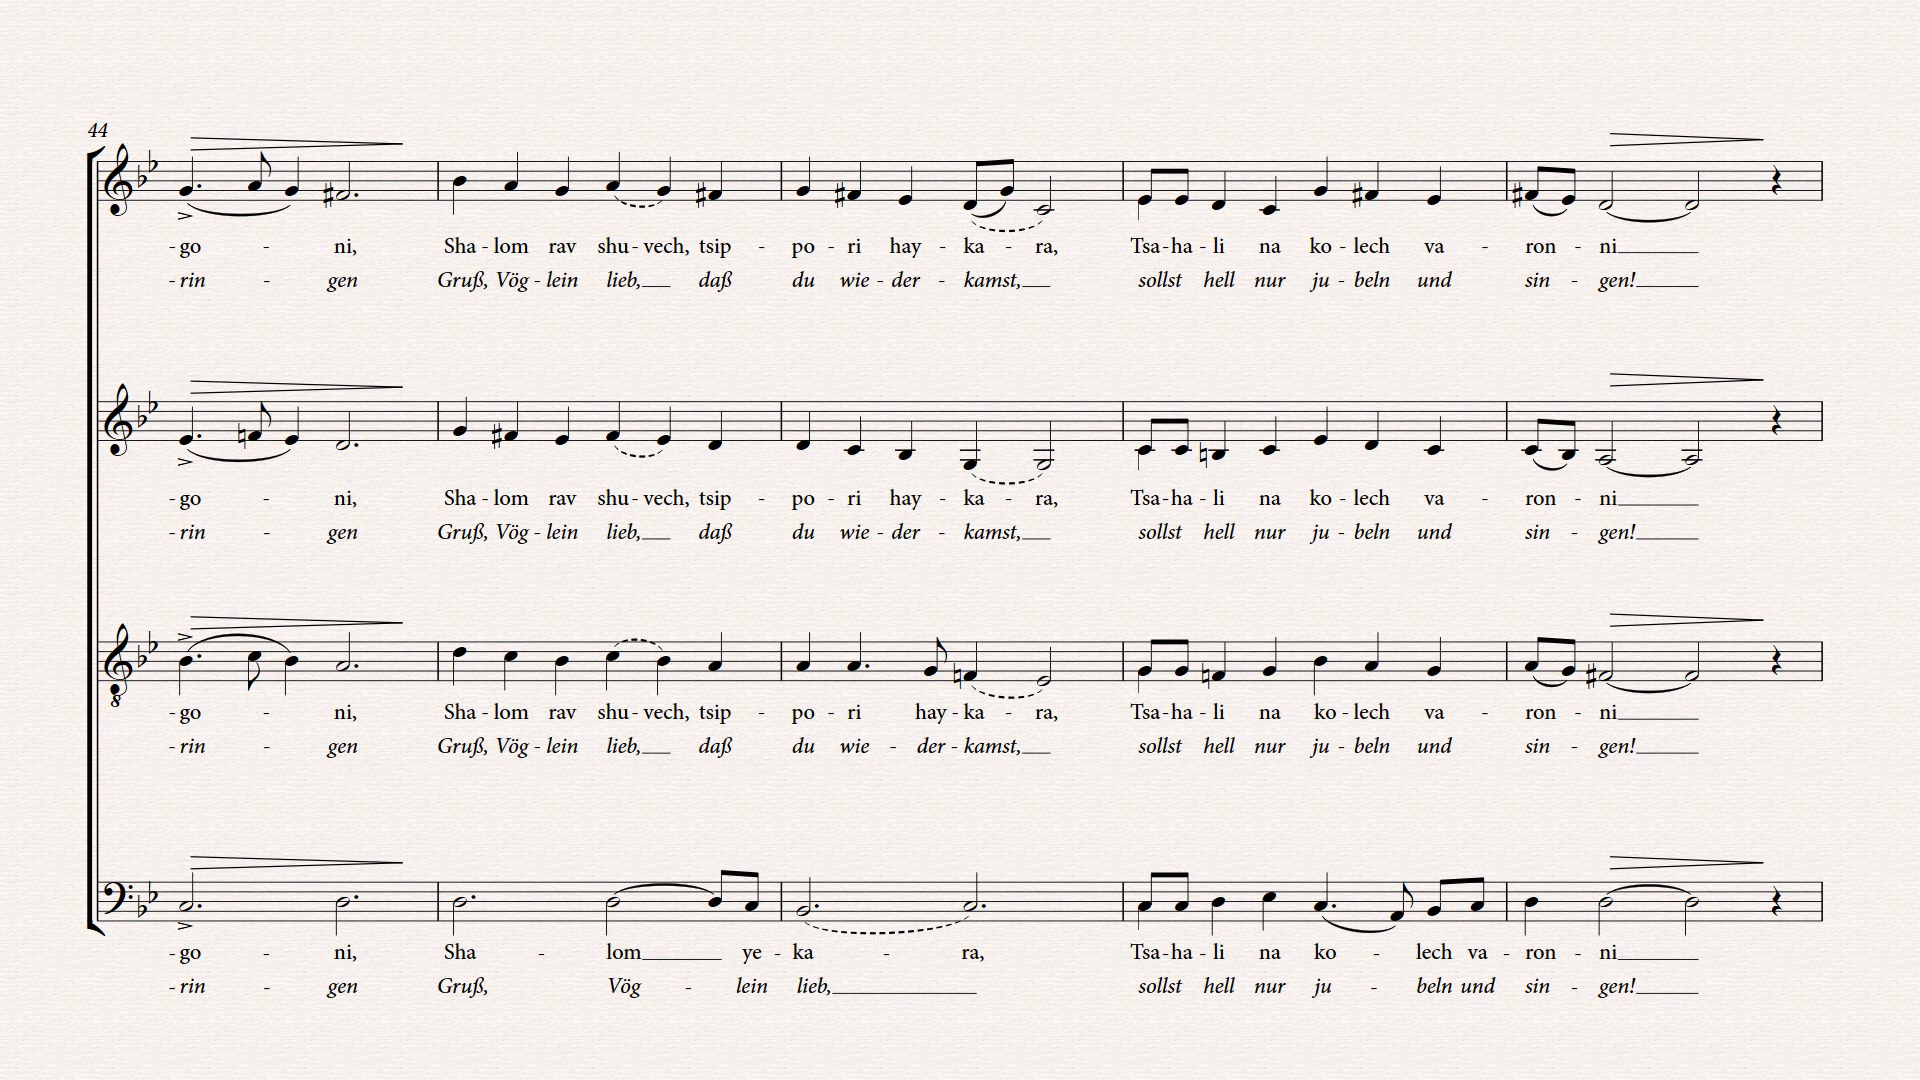 44
- go - ni, Sha - lom rav shu - vech, tsip - po - ri hay - ka - ra, Tsa - ha - li na ko - lech va - ron - ni
- rin - gen Gruß, Vög - lein lieb, daß du wie - der - kamst, sollst hell nur ju - beln und sin - gen!
- go - ni, Sha - lom rav shu - vech, tsip - po - ri hay - ka - ra, Tsa - ha - li na ko - lech va - ron - ni
- rin - gen Gruß, Vög - lein lieb, daß du wie - der - kamst, sollst hell nur ju - beln und sin - gen!
8
- go - ni, Sha - lom rav shu - vech, tsip - po - ri hay - ka - ra, Tsa - ha - li na ko - lech va - ron - ni
- rin - gen Gruß, Vög - lein lieb, daß du wie - der - kamst, sollst hell nur ju - beln und sin - gen!
- go - ni, Sha - lom ye - ka - ra, Tsa - ha - li na ko - lech va - ron - ni
- rin - gen Gruß, Vög - lein lieb, sollst hell nur ju - beln und sin - gen!